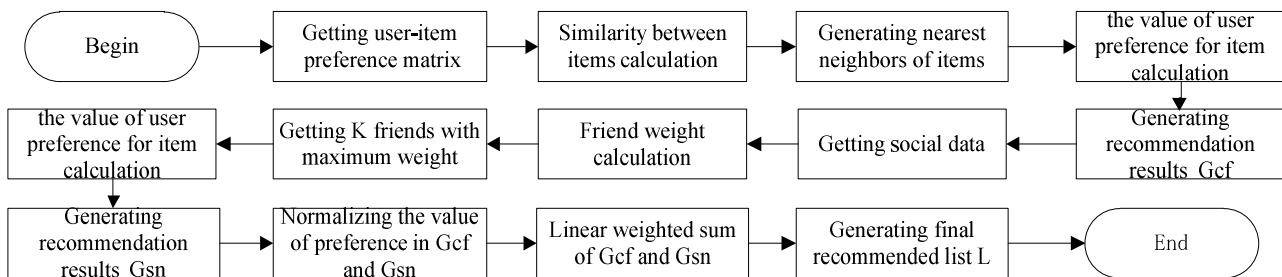 Begin
Getting user-item
preference matrix
Similarity between
items calculation
Generating nearest
neighbors of items
the value of user
preference for item
calculation
the value of user
preference for item
calculation
Getting K friends with
maximum weight
Friend weight
calculation
Getting social data
Generating
recommendation
results Gcf
Generating
recommendation
results Gsn
Normalizing the value
of preference in Gcf
and Gsn
Linear weighted sum
of Gcf and Gsn
Generating final
recommended list L
End